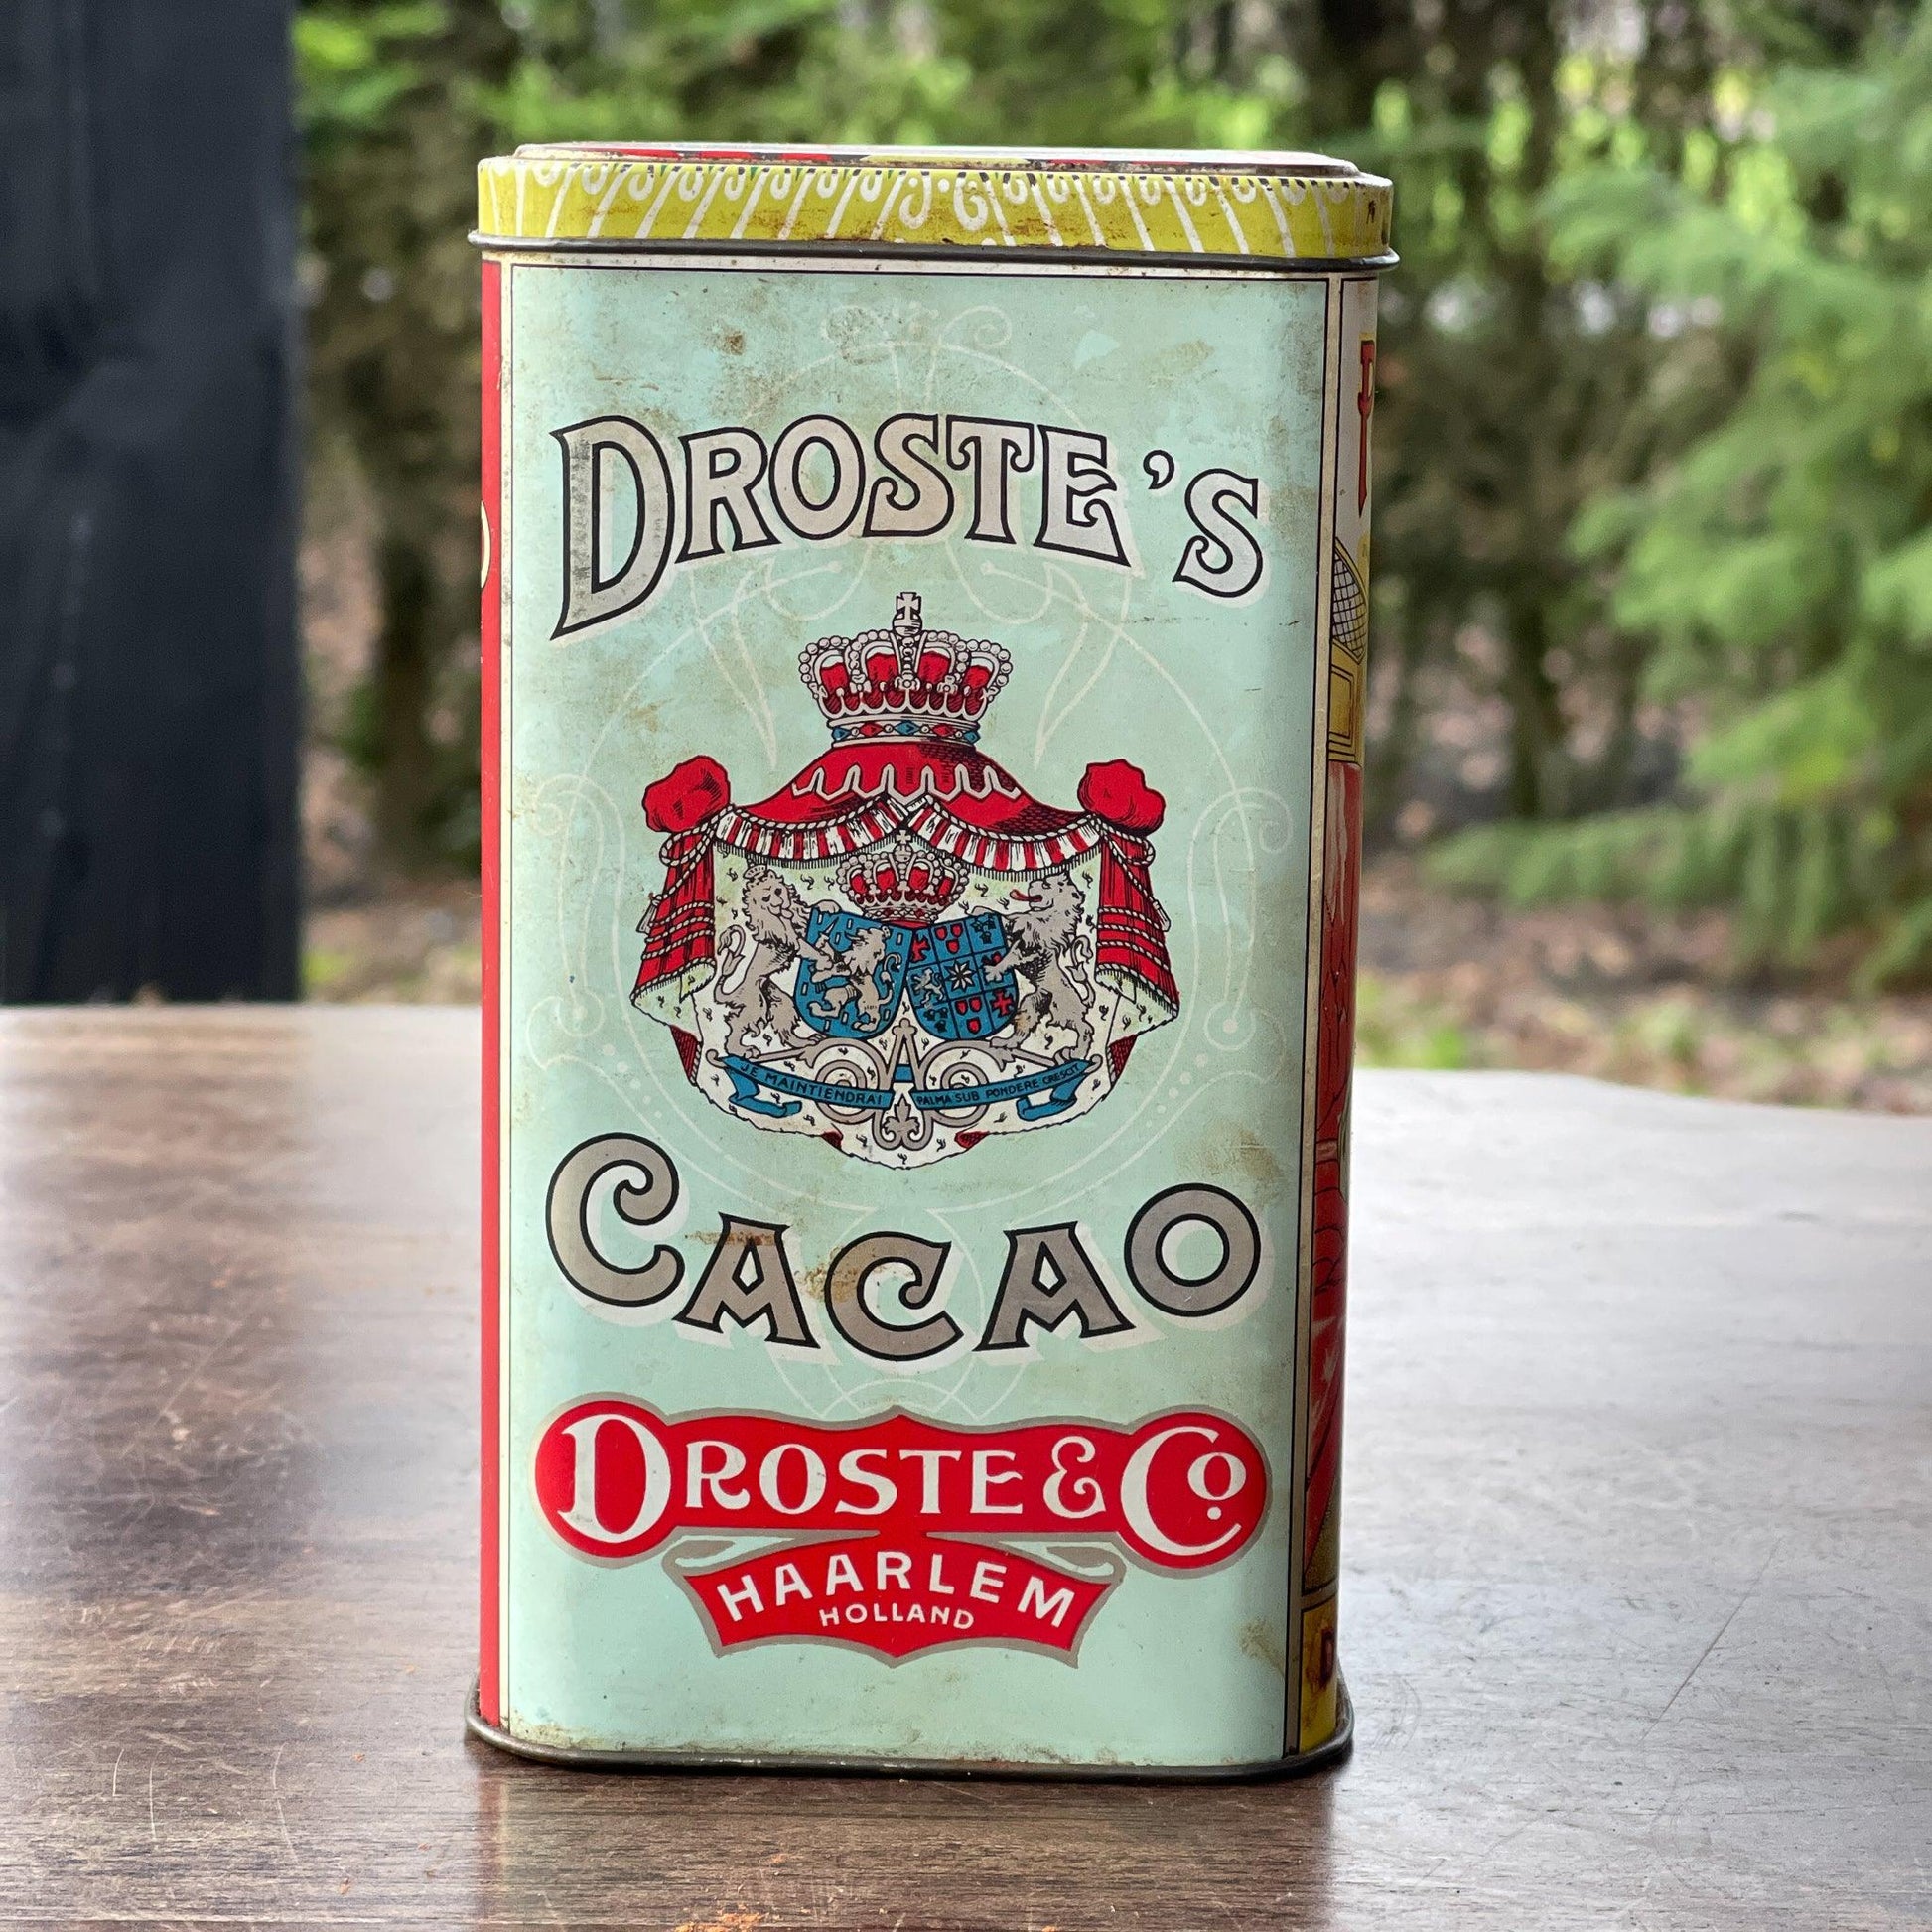 DROSTE'S
JE MAINTIENDRAI
PALMA SUB PONDERE CRESCIT
CACAO
DROSTE & Co
HAARLEM
HOLLAND